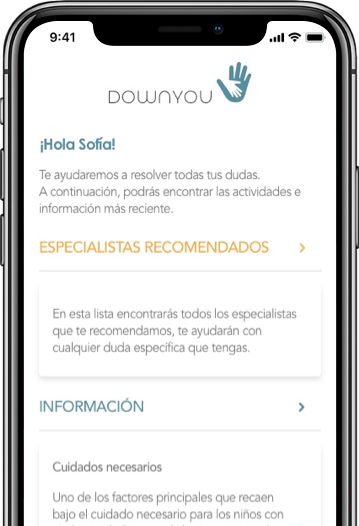 9:41
DOWNYOU
¡Hola Sofía!
Te ayudaremos a resolver todas tus dudas.
A continuación, podrás encontrar las actividades e
información más reciente.
ESPECIALISTAS RECOMENDADOS
En esta lista encontrarás todos los especialistas
que te recomendamos, te ayudarán con
cualquier duda específica que tengas.
INFORMACIÓN
Cuidados necesarios
Uno de los factores principales que recaen
bajo el cuidado necesario para los niños con